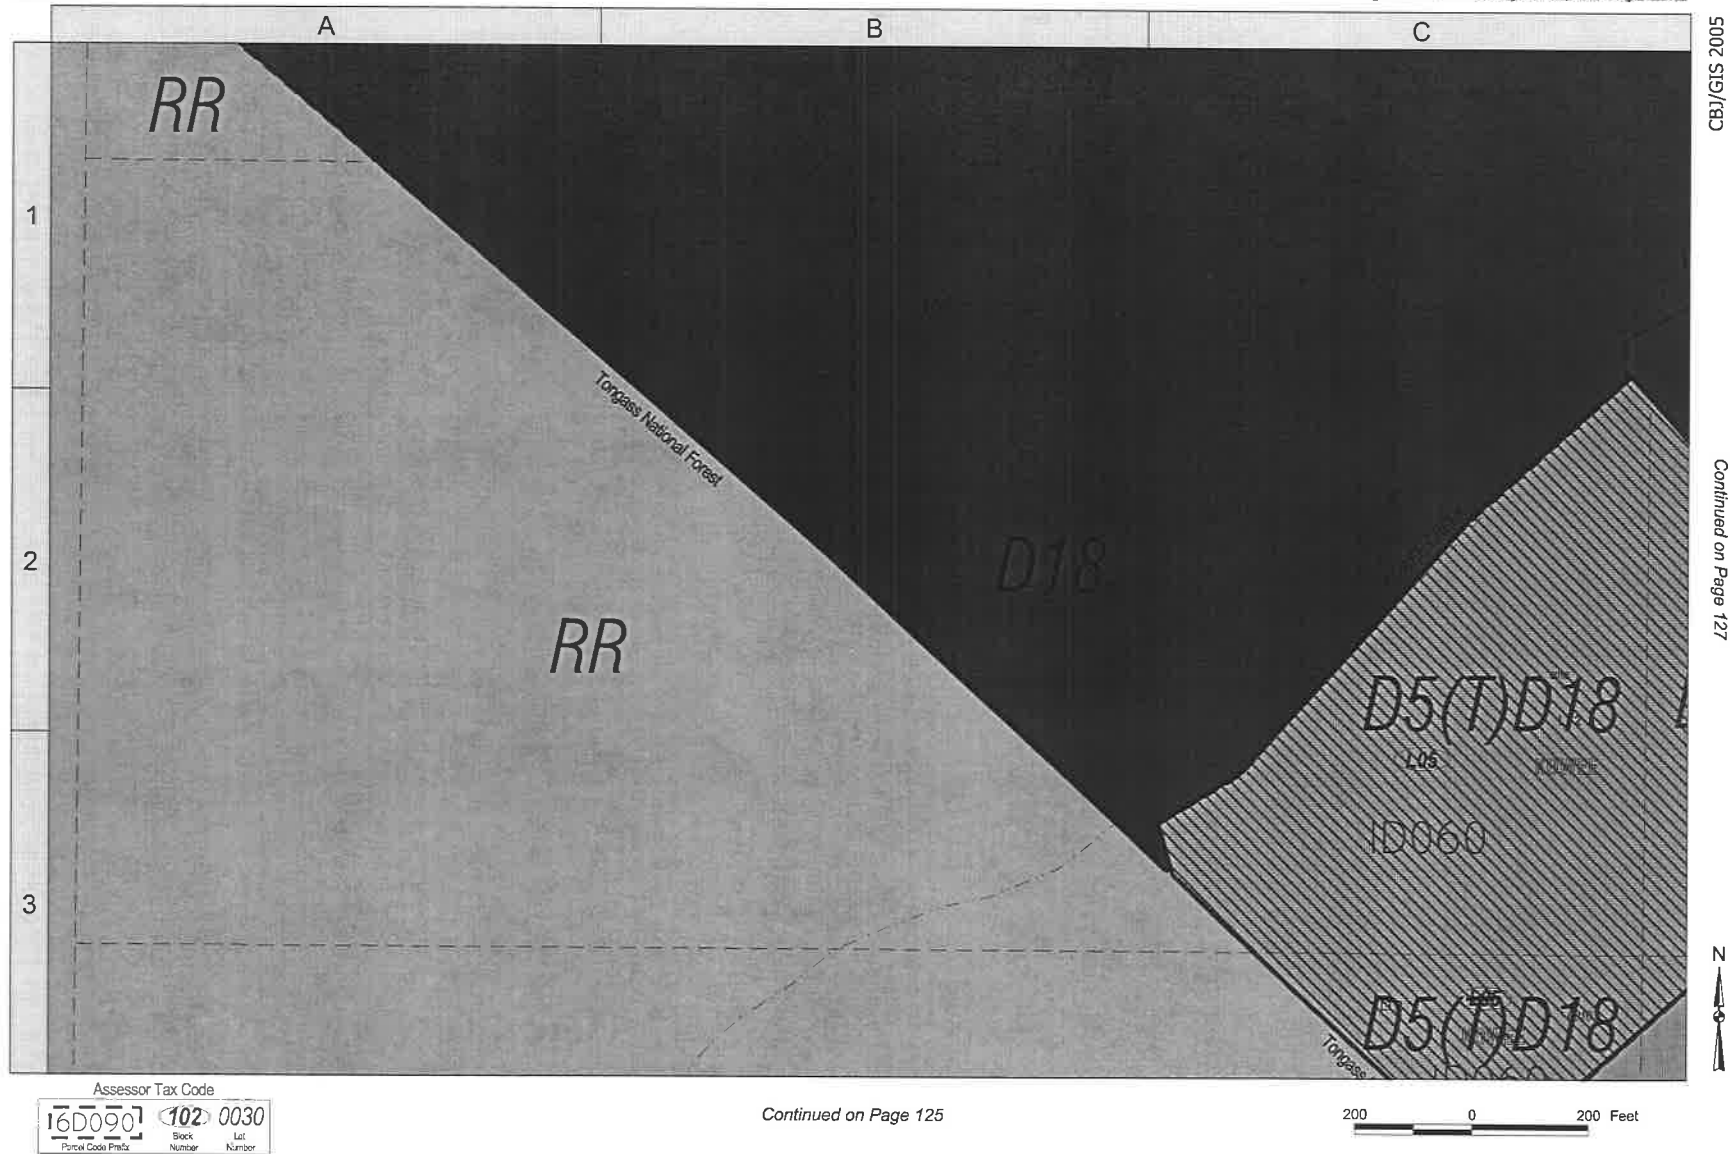 A
B
C
CBJ/GIS 2005
RR
1
Tongass National Forest
Continued on Page 127
2
D18
RR
D5(T)D18
L05
ID060
3
N
D5(T)D18
Tongass
Assessor Tax Code
16D090 102 0030
Parcel Code Prefix Block Number Lot Number
Continued on Page 125
200 0 200 Feet